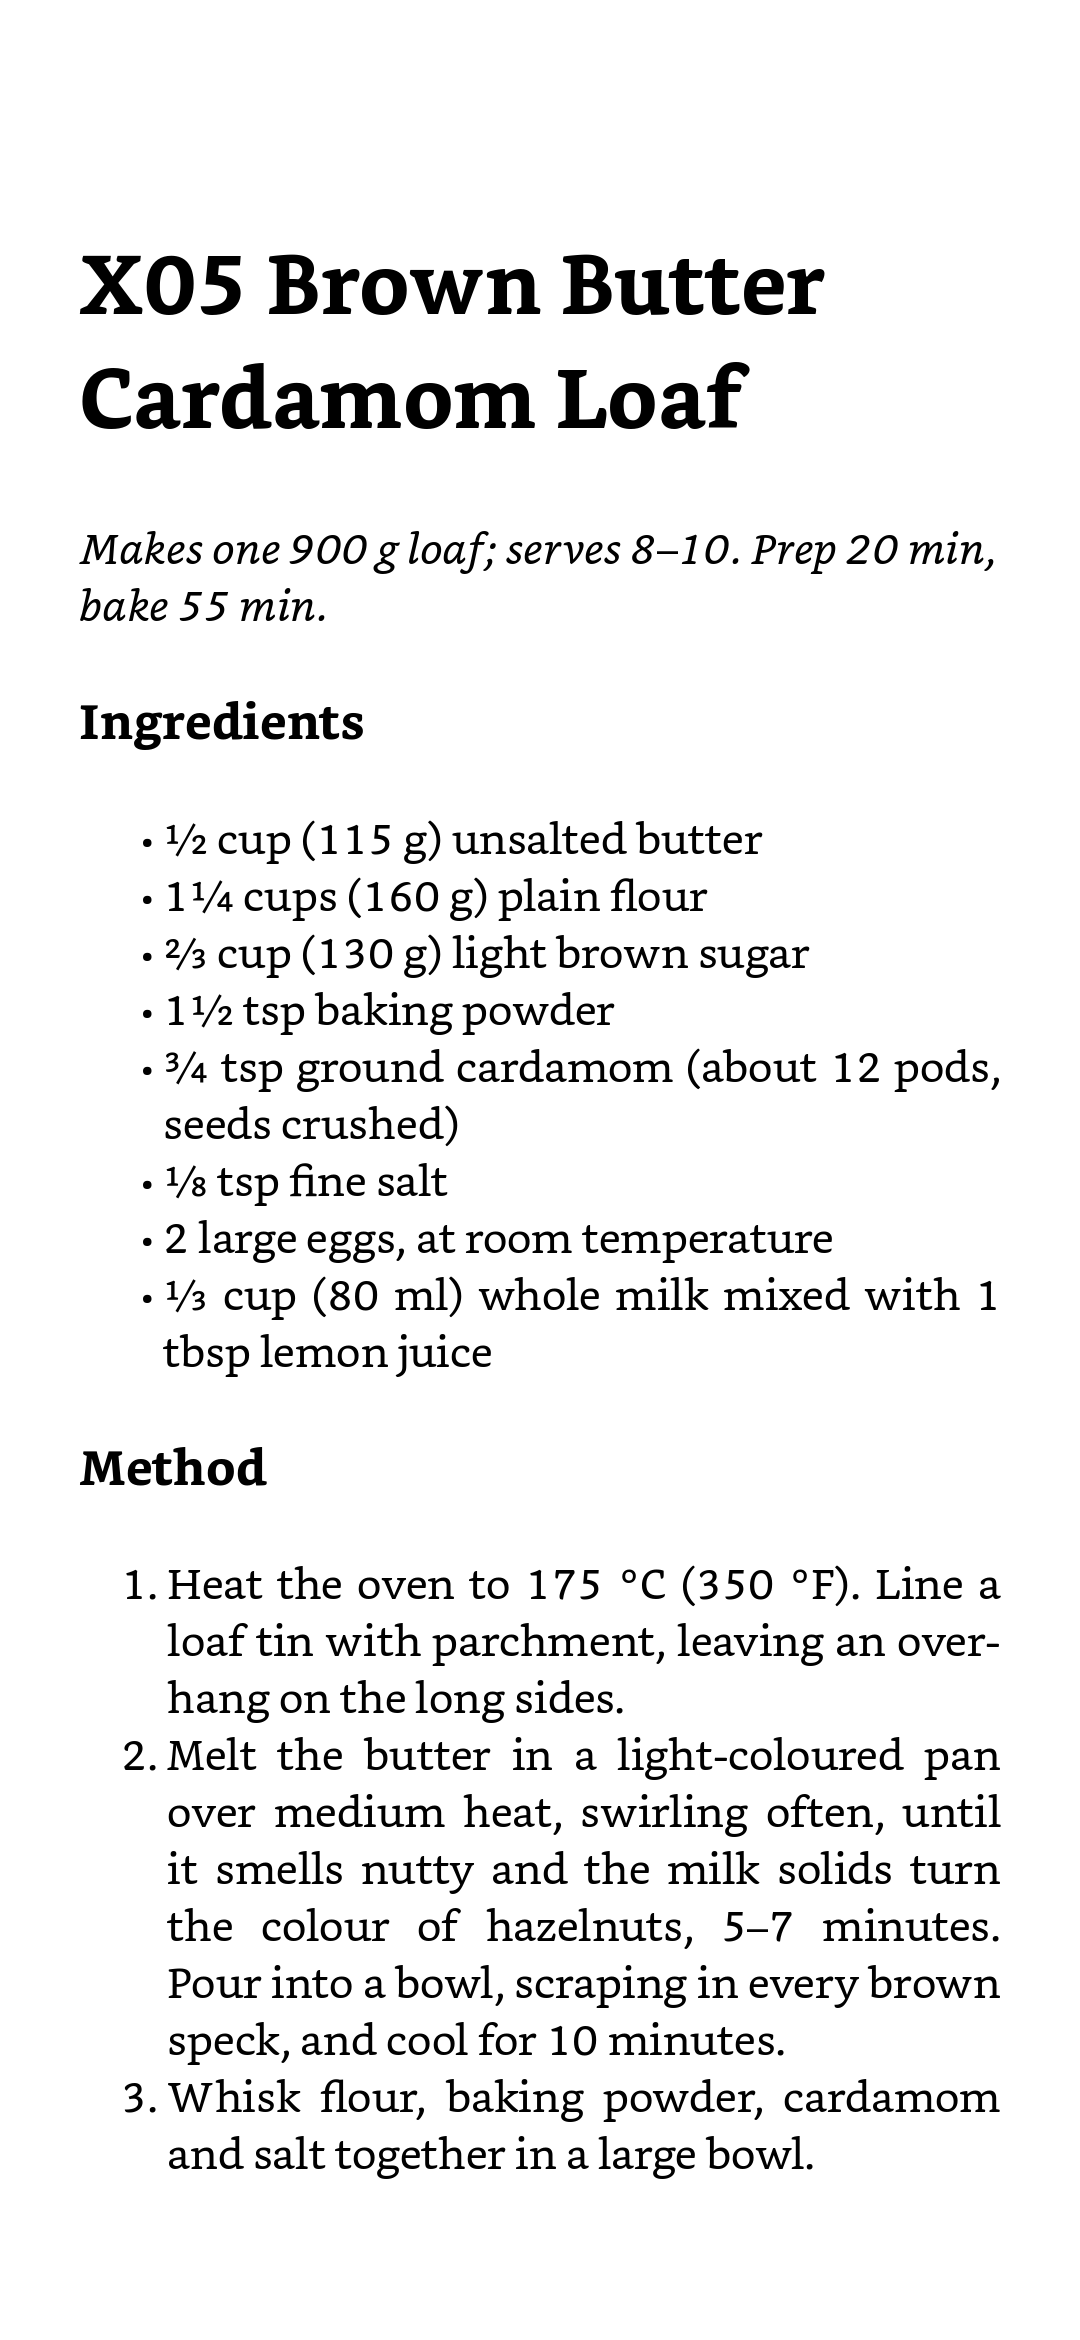 X05 Brown Butter
Cardamom Loaf
Makes one 900 g loaf; serves 8–10. Prep 20 min,
bake 55 min.
Ingredients
• ½ cup (115 g) unsalted butter
• 1¼ cups (160 g) plain flour
• ⅔ cup (130 g) light brown sugar
• 1½ tsp baking powder
• ¾ tsp ground cardamom (about 12 pods,
seeds crushed)
• ⅛ tsp fine salt
• 2 large eggs, at room temperature
• ⅓ cup (80 ml) whole milk mixed with 1
tbsp lemon juice
Method
1. Heat the oven to 175 °C (350 °F). Line a
loaf tin with parchment, leaving an over-
hang on the long sides.
2. Melt the butter in a light-coloured pan
over medium heat, swirling often, until
it smells nutty and the milk solids turn
the colour of hazelnuts, 5–7 minutes.
Pour into a bowl, scraping in every brown
speck, and cool for 10 minutes.
3. Whisk flour, baking powder, cardamom
and salt together in a large bowl.